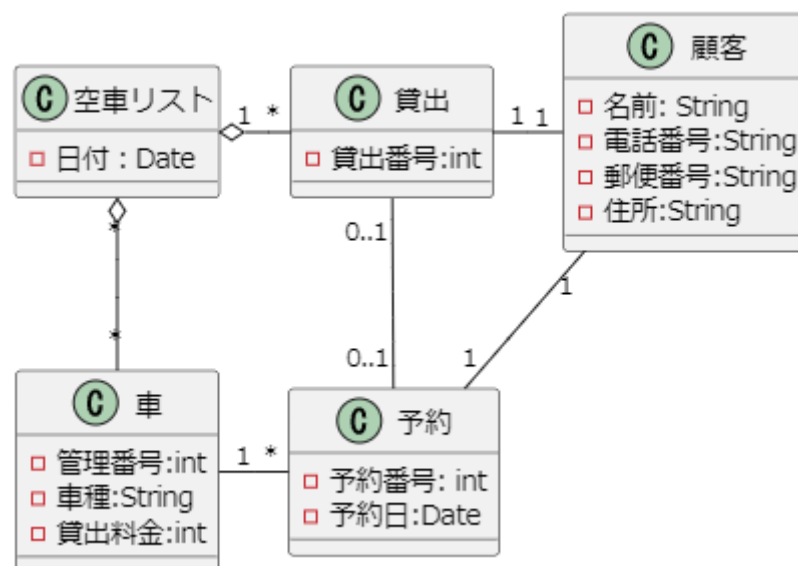 C 空車リスト
日付 : Date
1 *
C 貸出
貸出番号:int
1 1
C 顧客
名前: String
電話番号:String
郵便番号:String
住所:String
*
*
0..1
0..1
1
1
C 車
管理番号:int
車種:String
貸出料金:int
1 *
C 予約
予約番号: int
予約日:Date